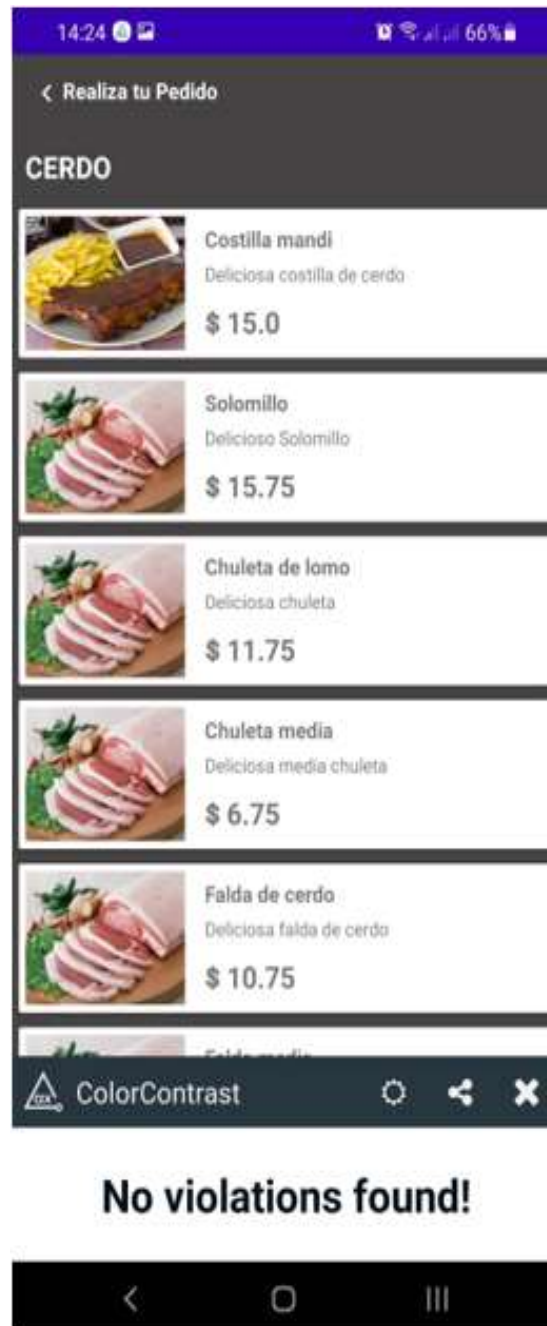 14:24 66%
Realiza tu Pedido
CERDO
Costilla mandi
Deliciosa costilla de cerdo
$ 15.0
Solomillo
Delicioso Solomillo
$ 15.75
Chuleta de lomo
Deliciosa chuleta
$ 11.75
Chuleta media
Deliciosa media chuleta
$ 6.75
Falda de cerdo
Deliciosa falda de cerdo
$ 10.75
Falda media
ColorContrast
No violations found!